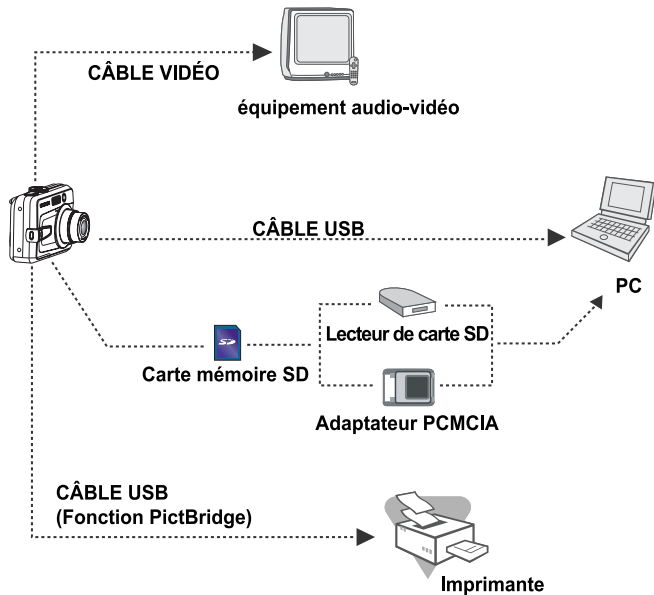 CÂBLE VIDÉO
équipement audio-vidéo
CÂBLE USB
PC
Lecteur de carte SD
SD
Carte mémoire SD
Adaptateur PCMCIA
CÂBLE USB
(Fonction PictBridge)
Imprimante